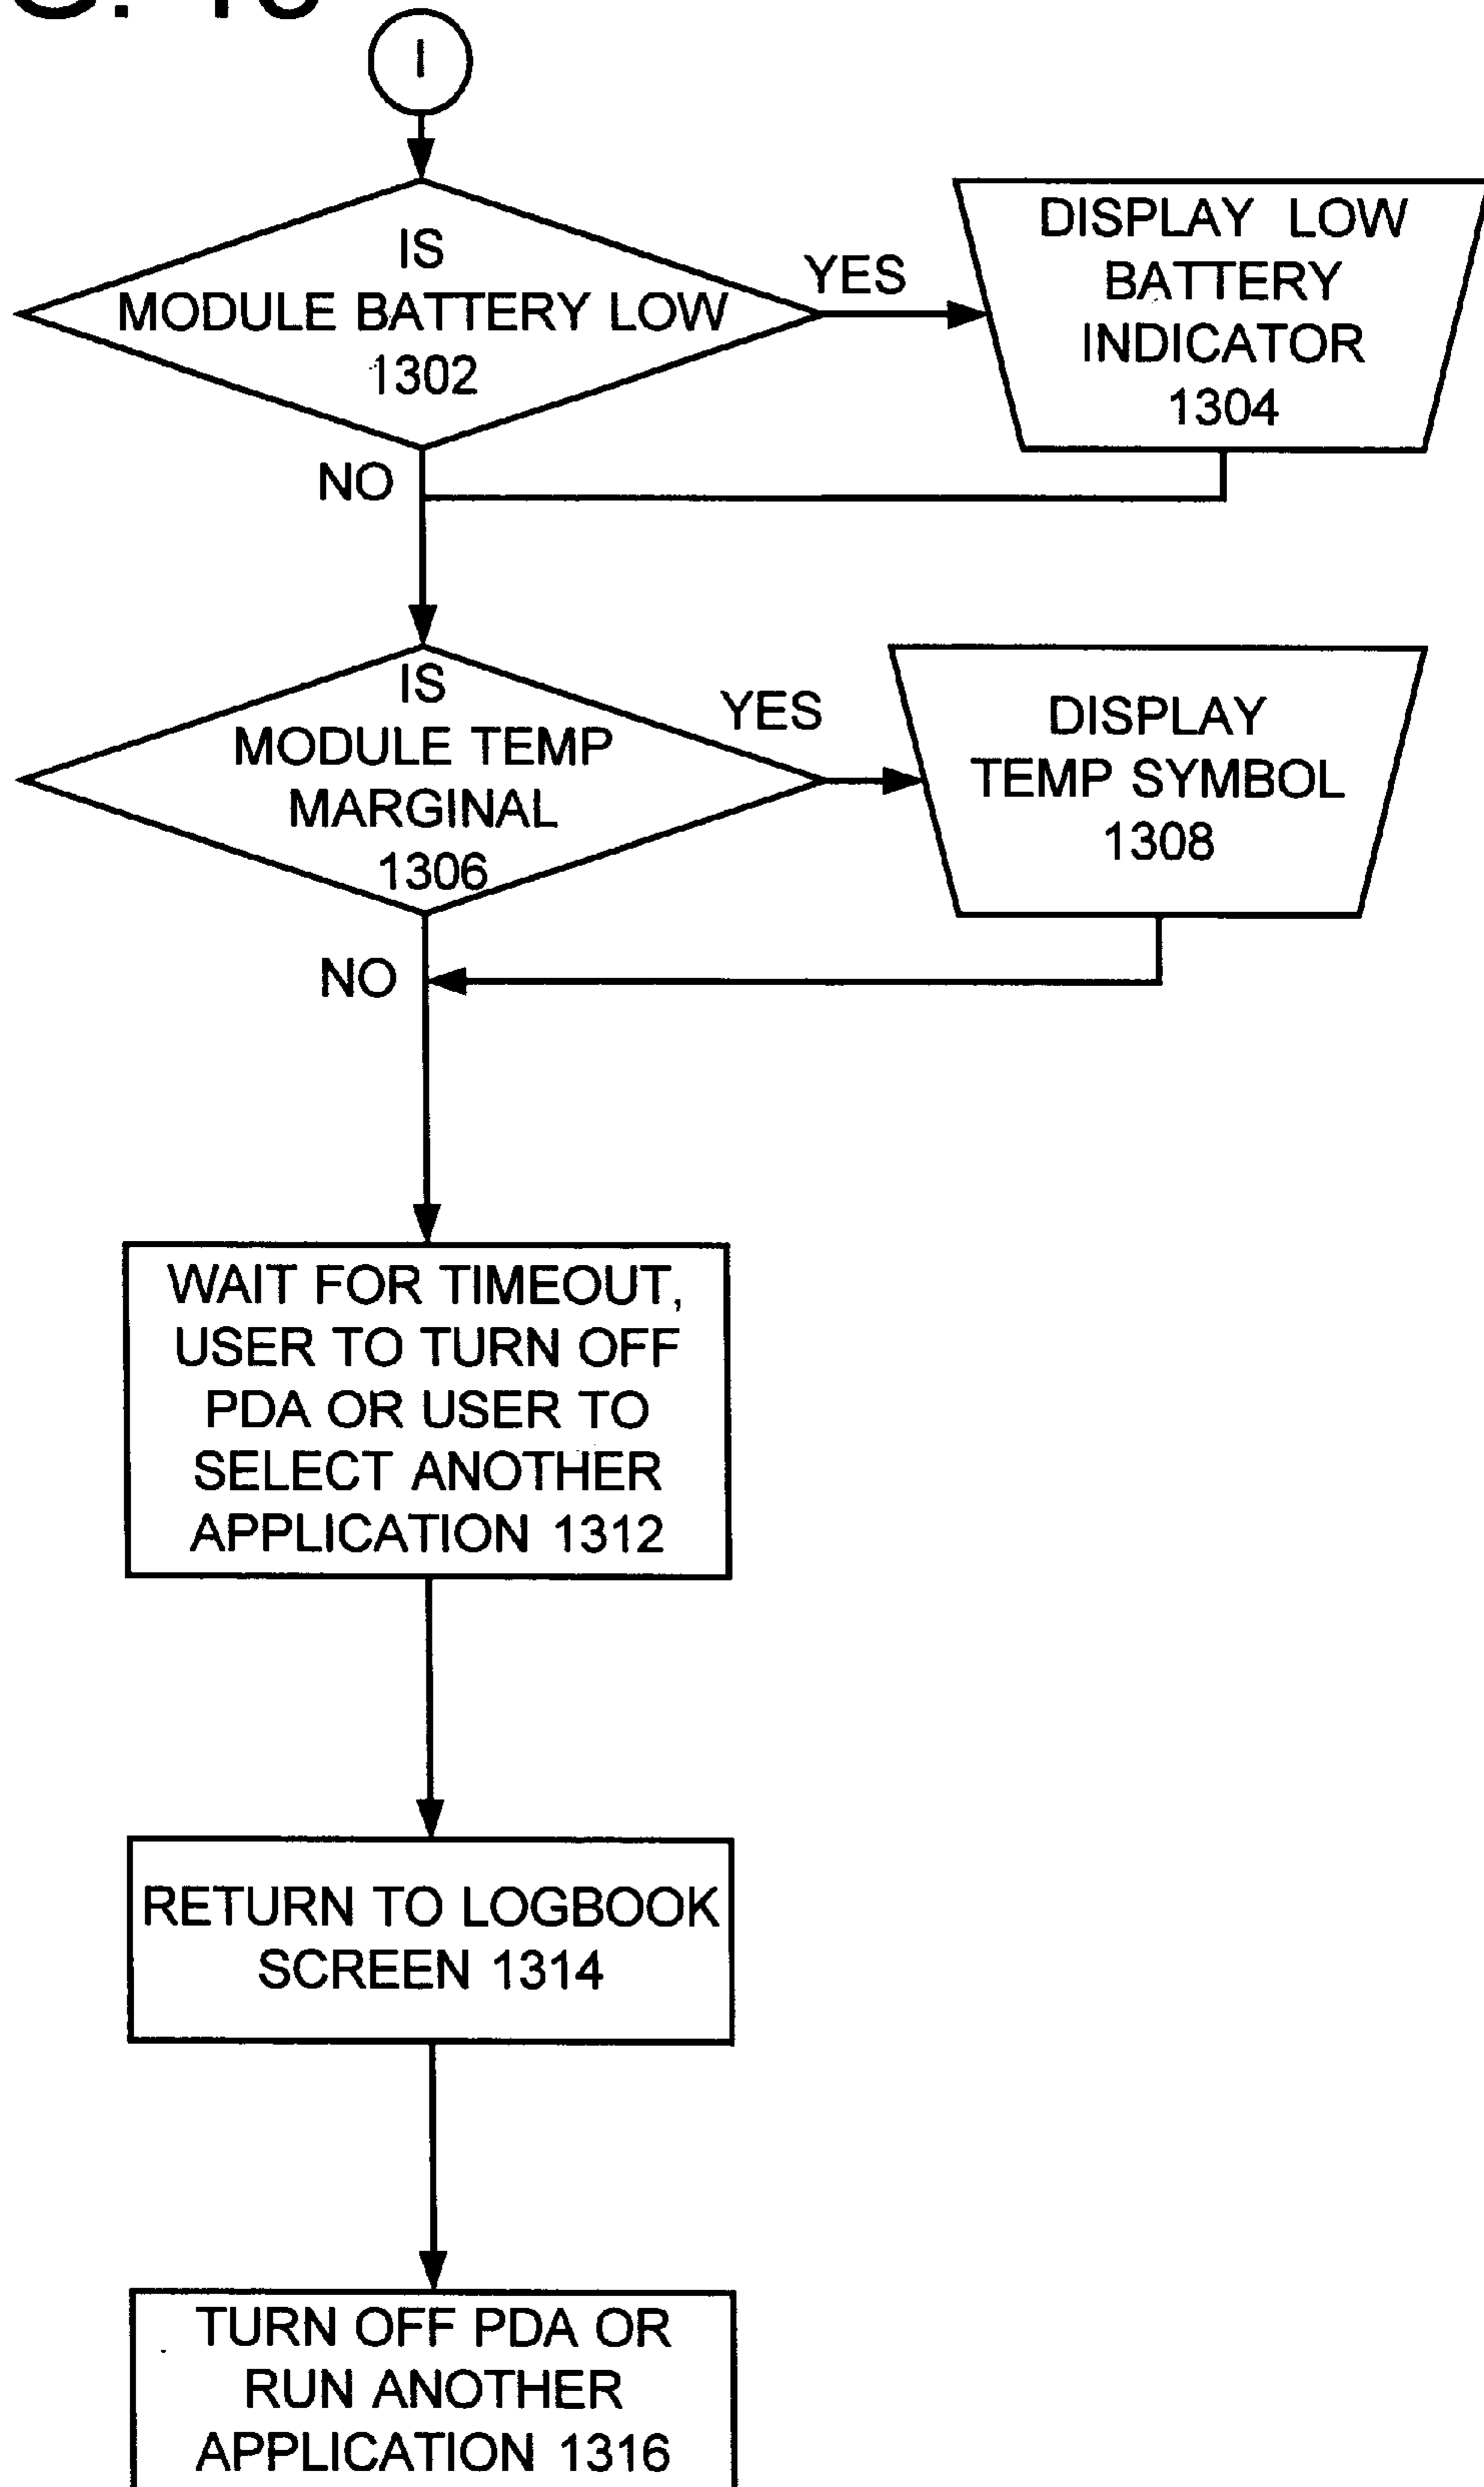 I
IS
MODULE BATTERY LOW
1302
YES
DISPLAY LOW
BATTERY
INDICATOR
1304
NO
IS
MODULE TEMP
MARGINAL
1306
YES
DISPLAY
TEMP SYMBOL
1308
NO
WAIT FOR TIMEOUT,
USER TO TURN OFF
PDA OR USER TO
SELECT ANOTHER
APPLICATION 1312
RETURN TO LOGBOOK
SCREEN 1314
TURN OFF PDA OR
RUN ANOTHER
APPLICATION 1316